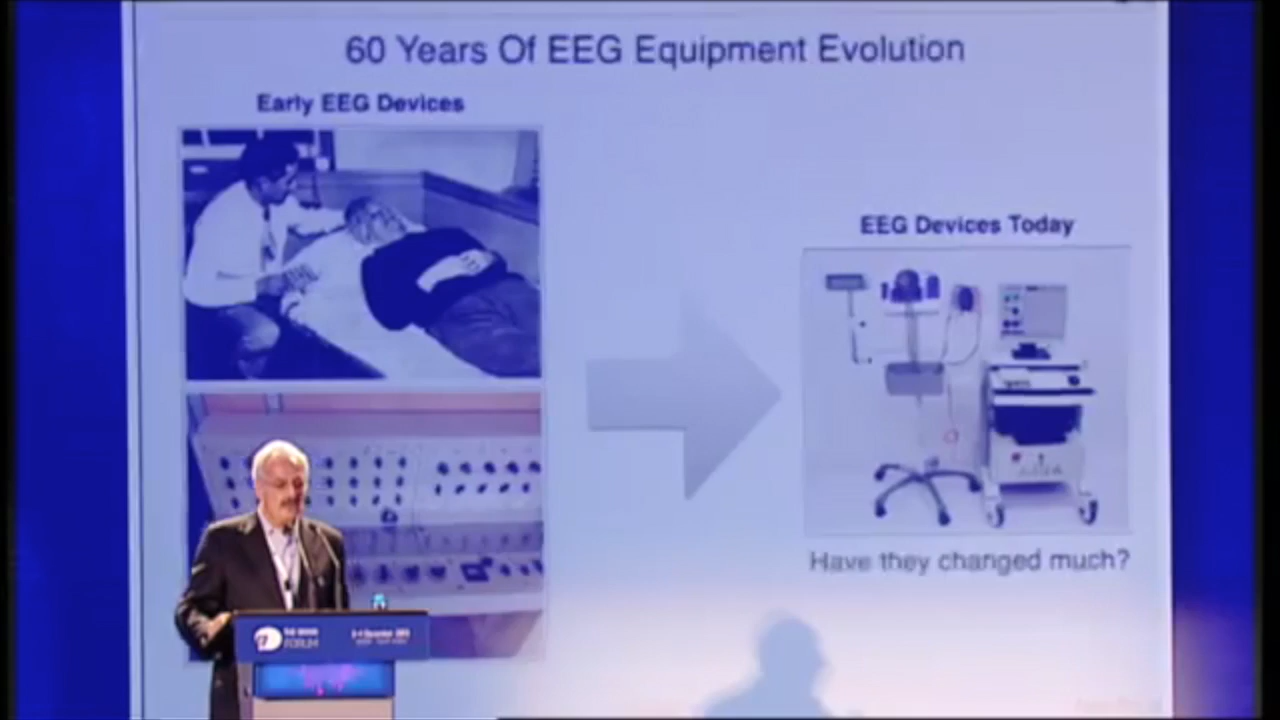 60 Years Of EEG Equipment Evolution
Early EEG Devices
EEG Devices Today
Have they changed much?
FORUM